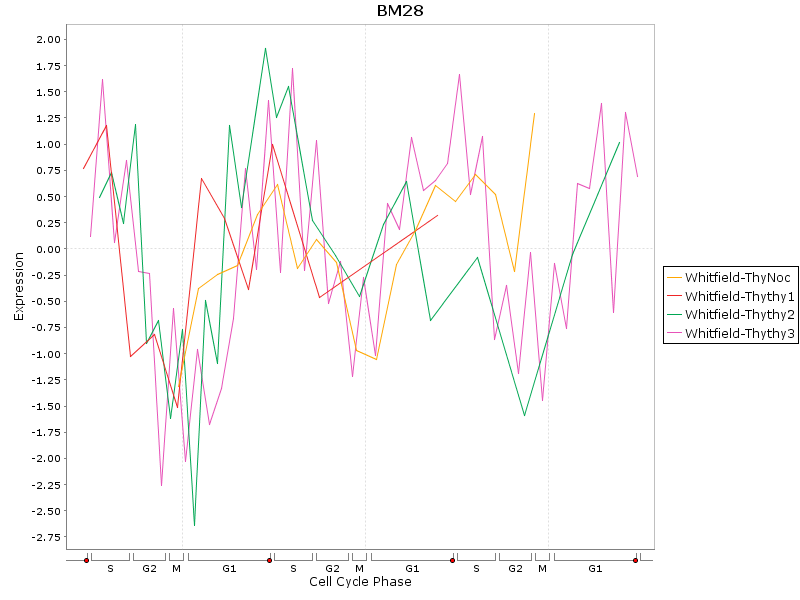 BM28
2.00
1.75
1.50
1.25
1.00
0.75
0.50
0.25
0.00
-0.25
-0.50
-0.75
-1.00
-1.25
-1.50
-1.75
-2.00
-2.25
-2.50
-2.75
Expression
S G2 M G1 S G2 M G1 S G2 M G1
Cell Cycle Phase
Whitfield-ThyNoc
Whitfield-Thythy1
Whitfield-Thythy2
Whitfield-Thythy3